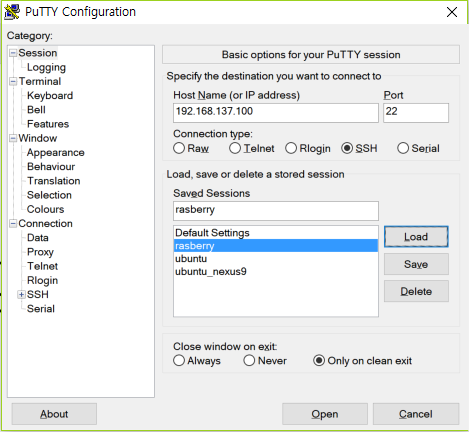 PuTTY Configuration
Category:
Session
Logging
Terminal
Keyboard
Bell
Features
Window
Appearance
Behaviour
Translation
Selection
Colours
Connection
Data
Proxy
Telnet
Rlogin
SSH
Serial
Basic options for your PuTTY session
Specify the destination you want to connect to
Host Name (or IP address) Port
192.168.137.100 22
Connection type:
Raw Telnet Rlogin SSH Serial
Load, save or delete a stored session
Saved Sessions
rasberry
Default Settings
rasberry
ubuntu
ubuntu_nexus9
Load
Save
Delete
Close window on exit:
Always Never Only on clean exit
About Open Cancel